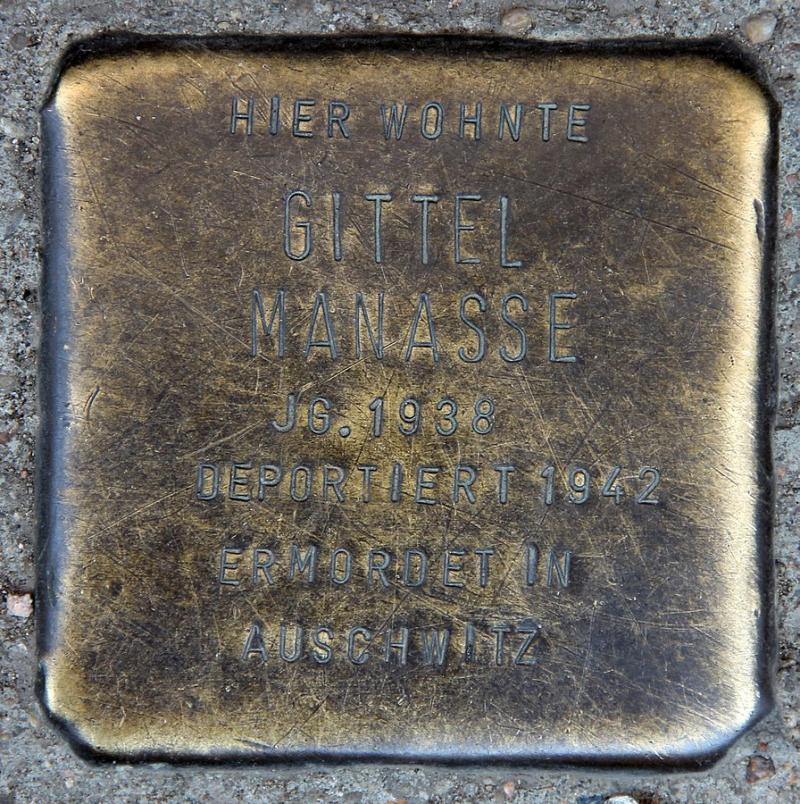 HIER WOHNTE
GITTEL
MANASSE
JG. 1938
DEPORTIERT 1942
ERMORDET IN
AUSCHWITZ